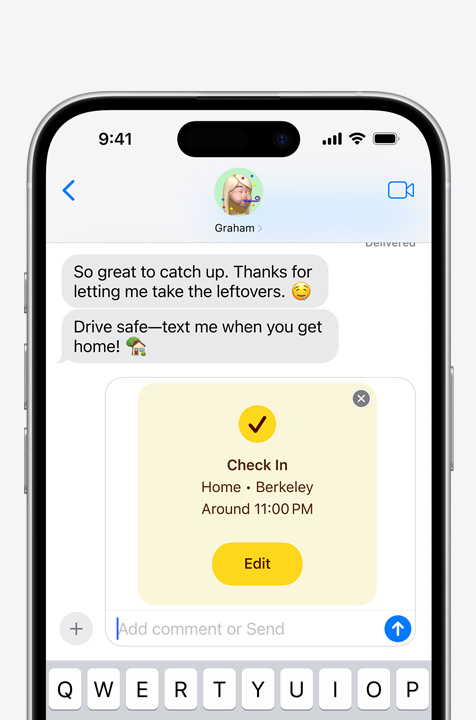 9:41
Graham
Delivered
So great to catch up. Thanks for
letting me take the leftovers. 🤤
Drive safe—text me when you get
home! 🏡
Check In
Home • Berkeley
Around 11:00 PM
Edit
Add comment or Send
Q W E R T Y U I O P